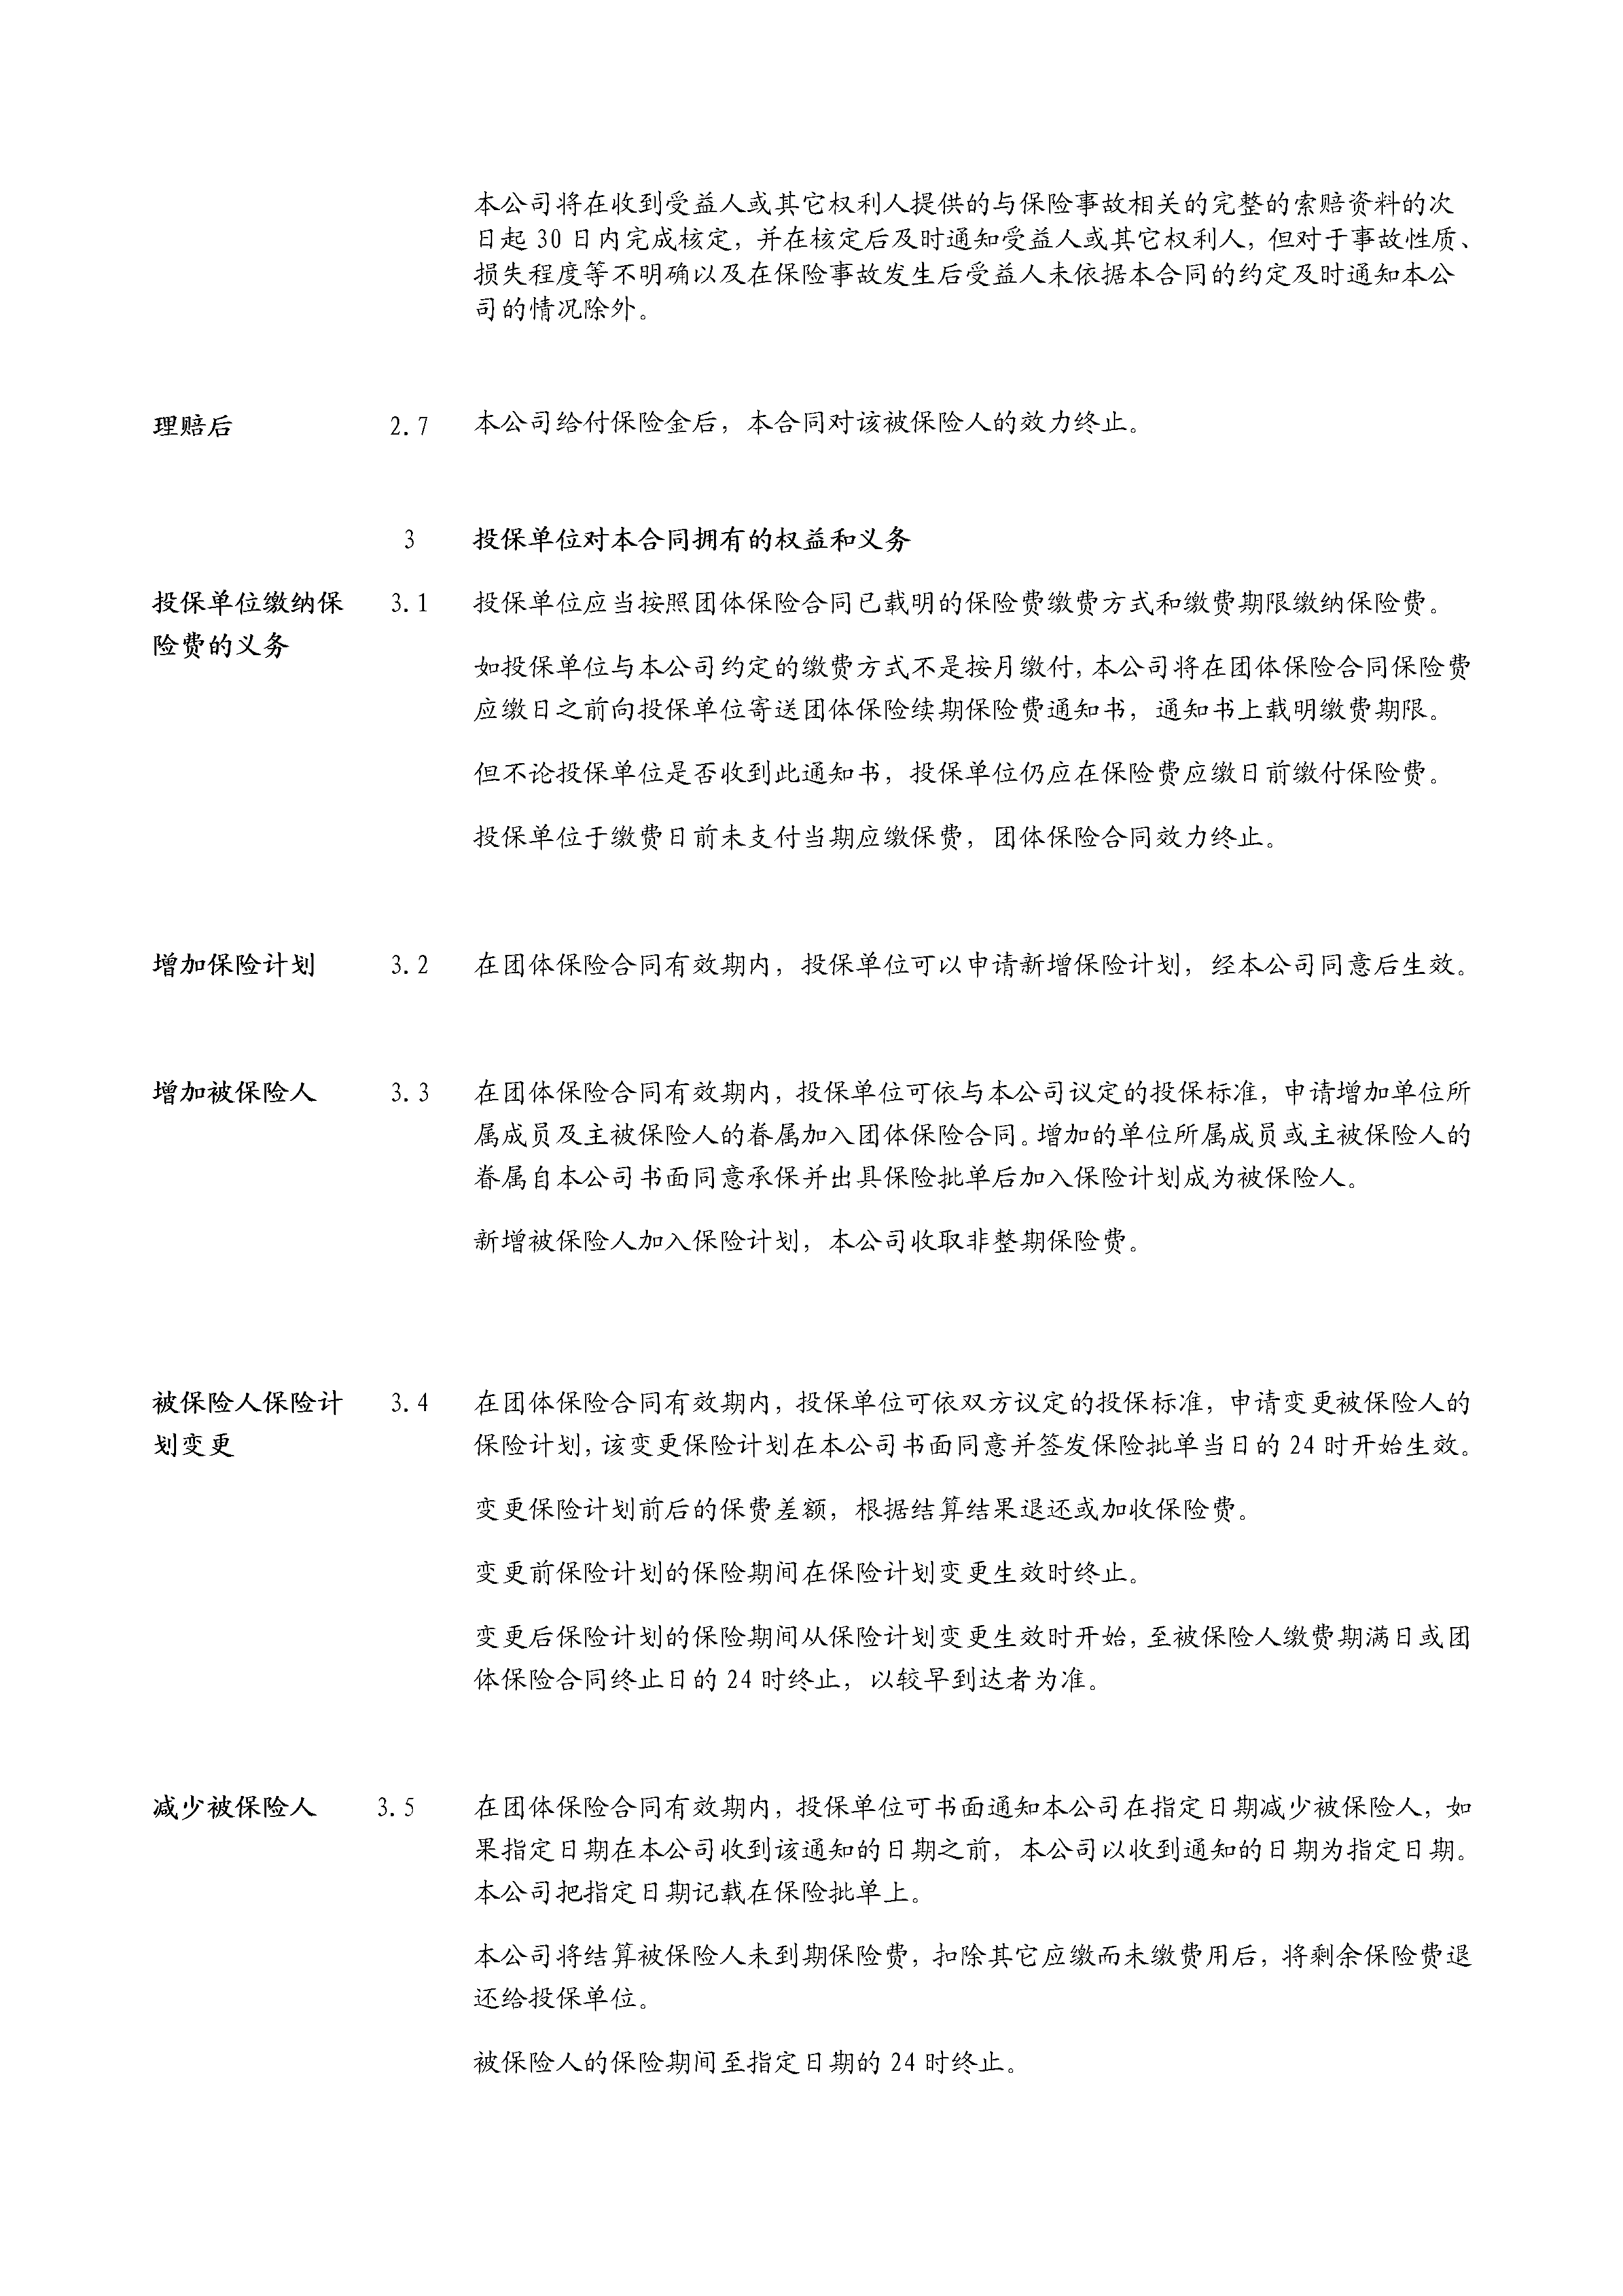 本公司将在收到受益人或其它权利人提供的与保险事故相关的完整的索赔资料的次
日起 30 日内完成核定，并在核定后及时通知受益人或其它权利人，但对于事故性质、
损失程度等不明确以及在保险事故发生后受益人未依据本合同的约定及时通知本公
司的情况除外。
理赔后 2.7 本公司给付保险金后，本合同对该被保险人的效力终止。
3 投保单位对本合同拥有的权益和义务
投保单位缴纳保 3.1 投保单位应当按照团体保险合同已载明的保险费缴费方式和缴费期限缴纳保险费。
险费的义务
如投保单位与本公司约定的缴费方式不是按月缴付，本公司将在团体保险合同保险费
应缴日之前向投保单位寄送团体保险续期保险费通知书，通知书上载明缴费期限。
但不论投保单位是否收到此通知书，投保单位仍应在保险费应缴日前缴付保险费。
投保单位于缴费日前未支付当期应缴保费，团体保险合同效力终止。
增加保险计划 3.2 在团体保险合同有效期内，投保单位可以申请新增保险计划，经本公司同意后生效。
增加被保险人 3.3 在团体保险合同有效期内，投保单位可依与本公司议定的投保标准，申请增加单位所
属成员及主被保险人的眷属加入团体保险合同。增加的单位所属成员或主被保险人的
眷属自本公司书面同意承保并出具保险批单后加入保险计划成为被保险人。
新增被保险人加入保险计划，本公司收取非整期保险费。
被保险人保险计 3.4 在团体保险合同有效期内，投保单位可依双方议定的投保标准，申请变更被保险人的
划变更 保险计划，该变更保险计划在本公司书面同意并签发保险批单当日的 24 时开始生效。
变更保险计划前后的保费差额，根据结算结果退还或加收保险费。
变更前保险计划的保险期间在保险计划变更生效时终止。
变更后保险计划的保险期间从保险计划变更生效时开始，至被保险人缴费期满日或团
体保险合同终止日的 24 时终止，以较早到达者为准。
减少被保险人 3.5 在团体保险合同有效期内，投保单位可书面通知本公司在指定日期减少被保险人，如
果指定日期在本公司收到该通知的日期之前，本公司以收到通知的日期为指定日期。
本公司把指定日期记载在保险批单上。
本公司将结算被保险人未到期保险费，扣除其它应缴而未缴费用后，将剩余保险费退
还给投保单位。
被保险人的保险期间至指定日期的 24 时终止。